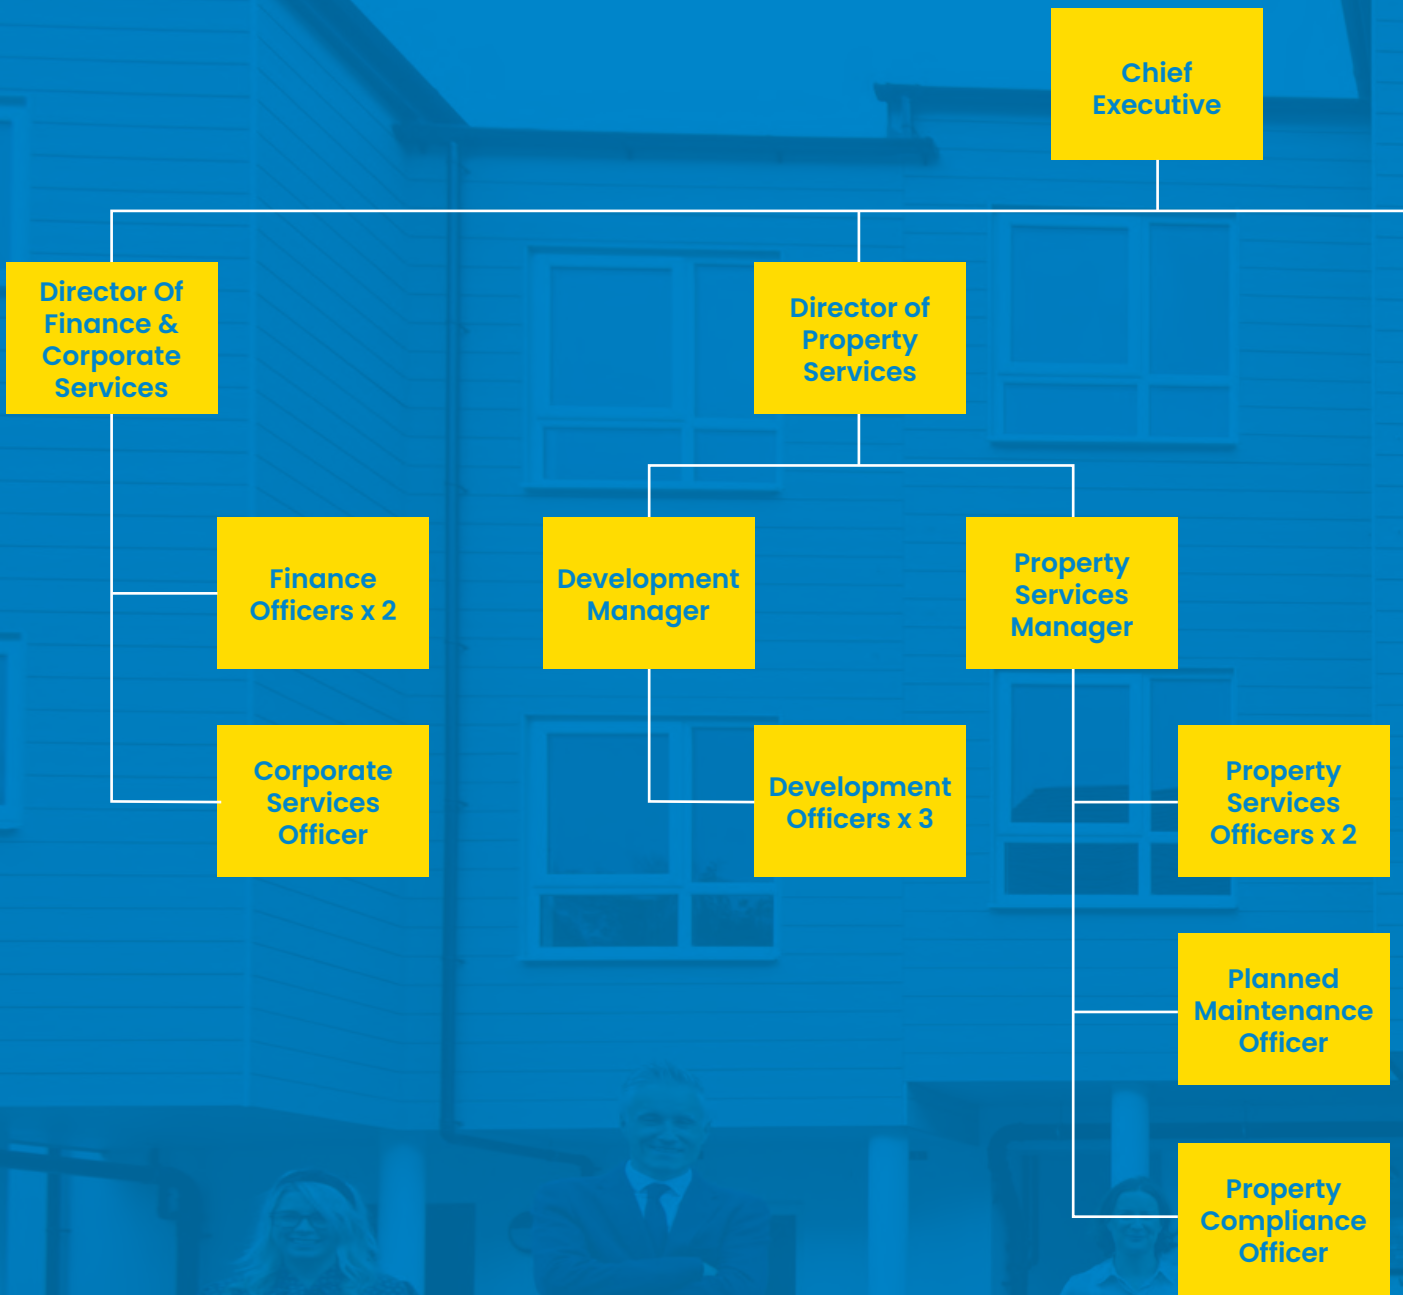 Chief
Executive
Director Of
Finance &
Corporate
Services
Director of
Property
Services
Finance
Officers x 2
Development
Manager
Property
Services
Manager
Corporate
Services
Officer
Development
Officers x 3
Property
Services
Officers x 2
Planned
Maintenance
Officer
Property
Compliance
Officer